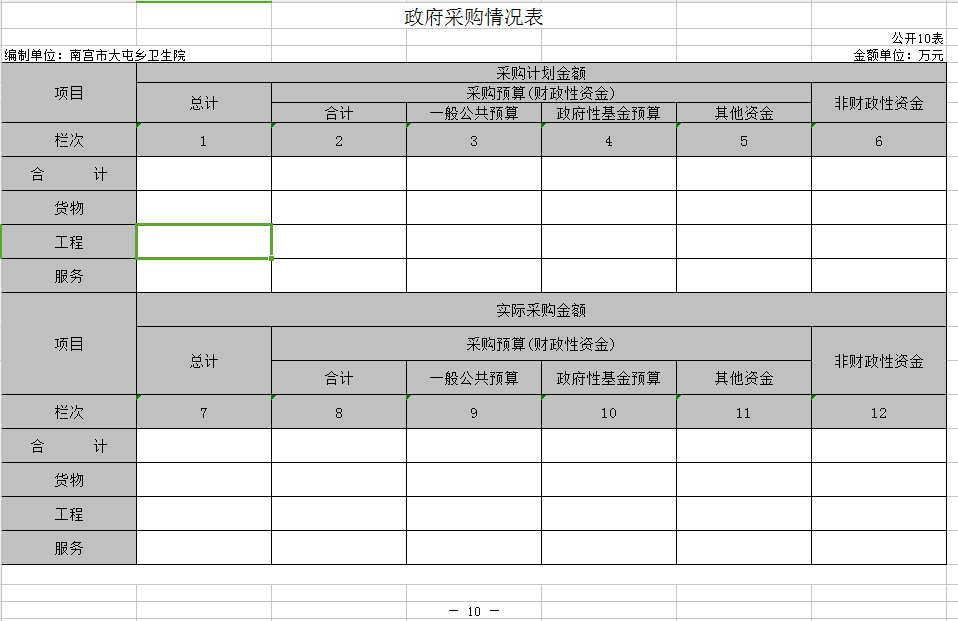 政府采购情况表
公开10表
编制单位：南宫市大屯乡卫生院 金额单位：万元
项目 采购计划金额
总计 采购预算(财政性资金) 非财政性资金
合计 一般公共预算 政府性基金预算 其他资金
栏次 1 2 3 4 5 6
合 计
货物
工程
服务
项目 实际采购金额
总计 采购预算(财政性资金) 非财政性资金
合计 一般公共预算 政府性基金预算 其他资金
栏次 7 8 9 10 11 12
合 计
货物
工程
服务
— 10 —